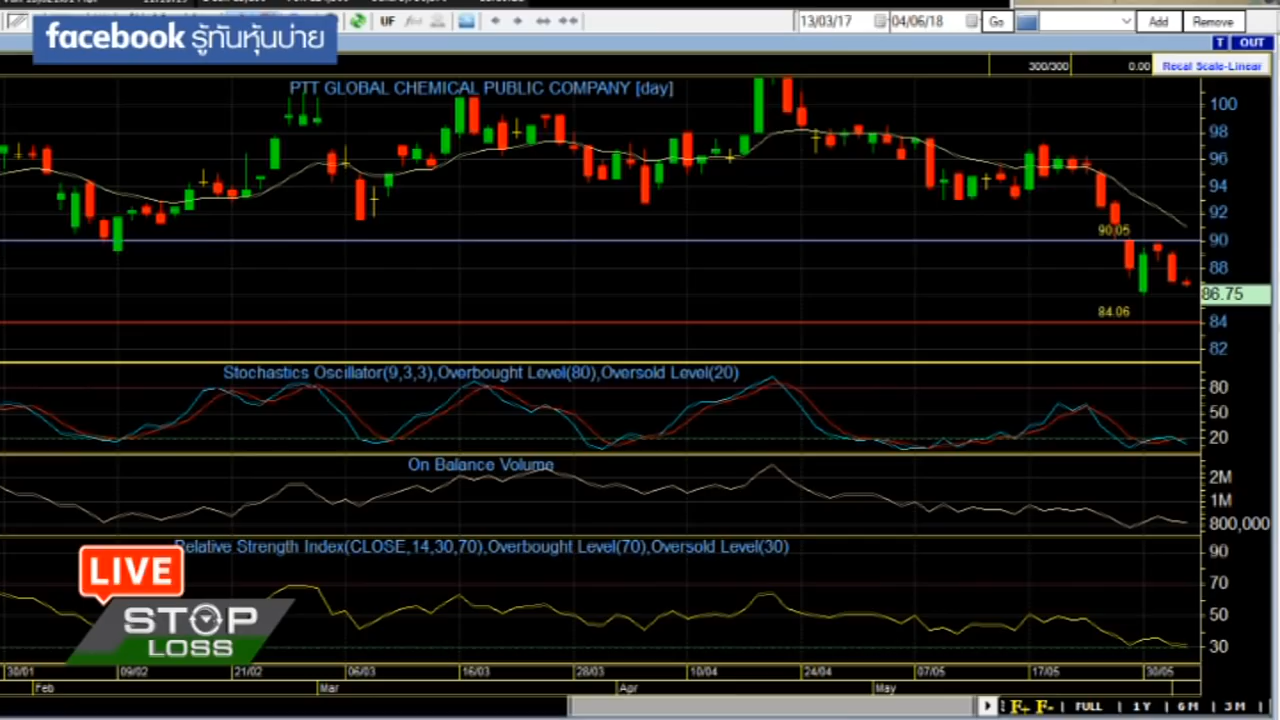 UF
13/03/17
04/06/18
Go
Add
Remove
facebook รู้ทันหุ้นบ่าย
T
OUT
300/300
0.00
Recal Scale-Linear
PTT GLOBAL CHEMICAL PUBLIC COMPANY [day]
100
98
96
94
92
90.05
90
88
86.75
84.06
84
82
Stochastics Oscillator(9,3,3),Overbought Level(80),Oversold Level(20)
80
50
20
On Balance Volume
2M
1M
800,000
Relative Strength Index(CLOSE,14,30,70),Overbought Level(70),Oversold Level(30)
90
70
50
30
LIVE
STOP
LOSS
30/01 09/02 21/02 06/03 16/03 28/03 10/04 24/04 07/05 17/05 30/05
Feb Mar Apr May
F+ F- FULL 1 Y 6 M 3 M